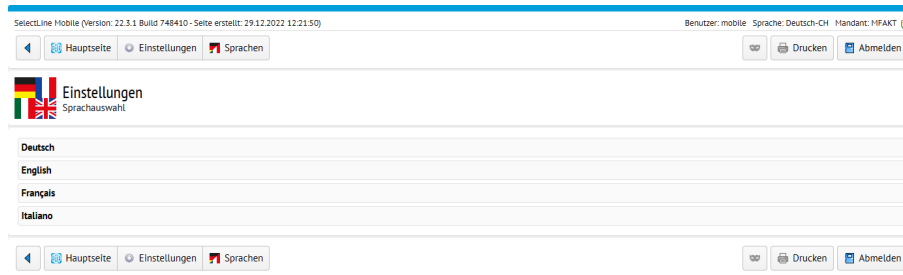 SelectLine Mobile (Version: 22.3.1 Build 748410 - Seite erstellt: 29.12.2022 12:21:50) Benutzer: mobile Sprache: Deutsch-CH Mandant: MFAKT (
Hauptseite Einstellungen Sprachen Drucken Abmelden
Einstellungen
Sprachauswahl
Deutsch
English
Français
Italiano
Hauptseite Einstellungen Sprachen Drucken Abmelden